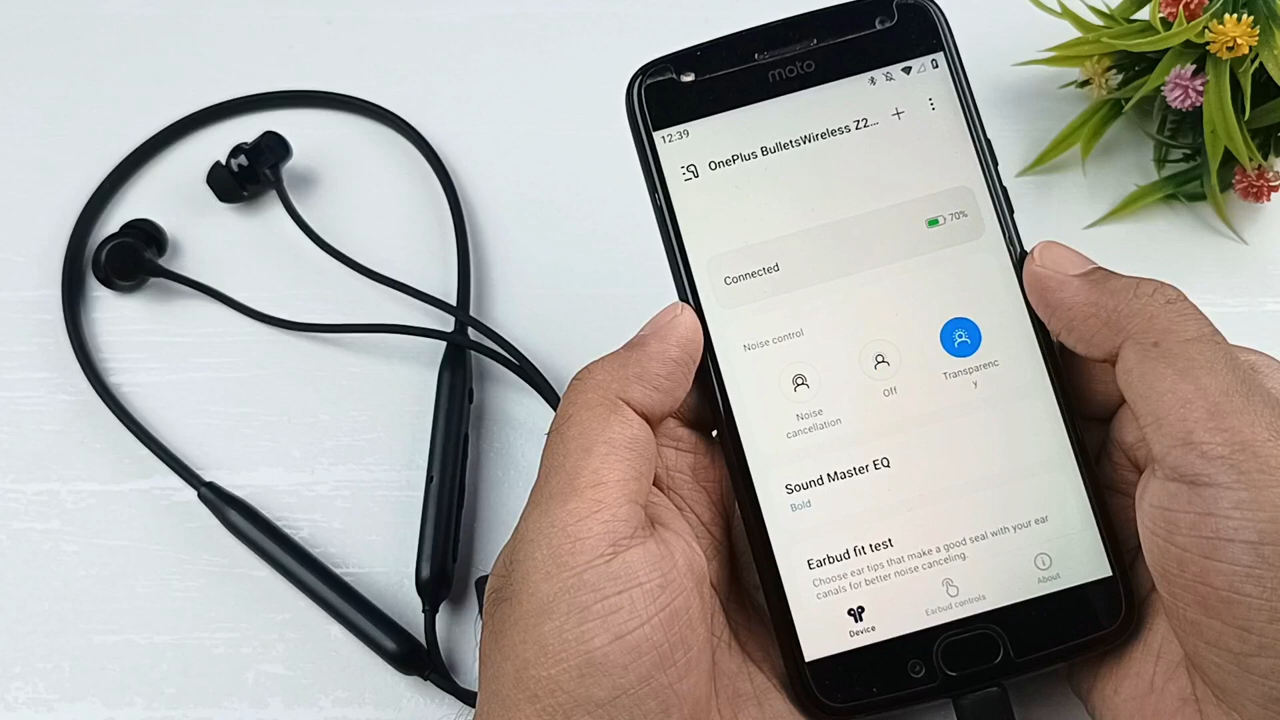 moto
12:39
OnePlus BulletsWireless Z2...
70%
Connected
Noise control
Noise
cancellation
Off
Transparenc
y
Sound Master EQ
Bold
Earbud fit test
Choose ear tips that make a good seal with your ear
canals for better noise canceling.
Device
Earbud controls
About